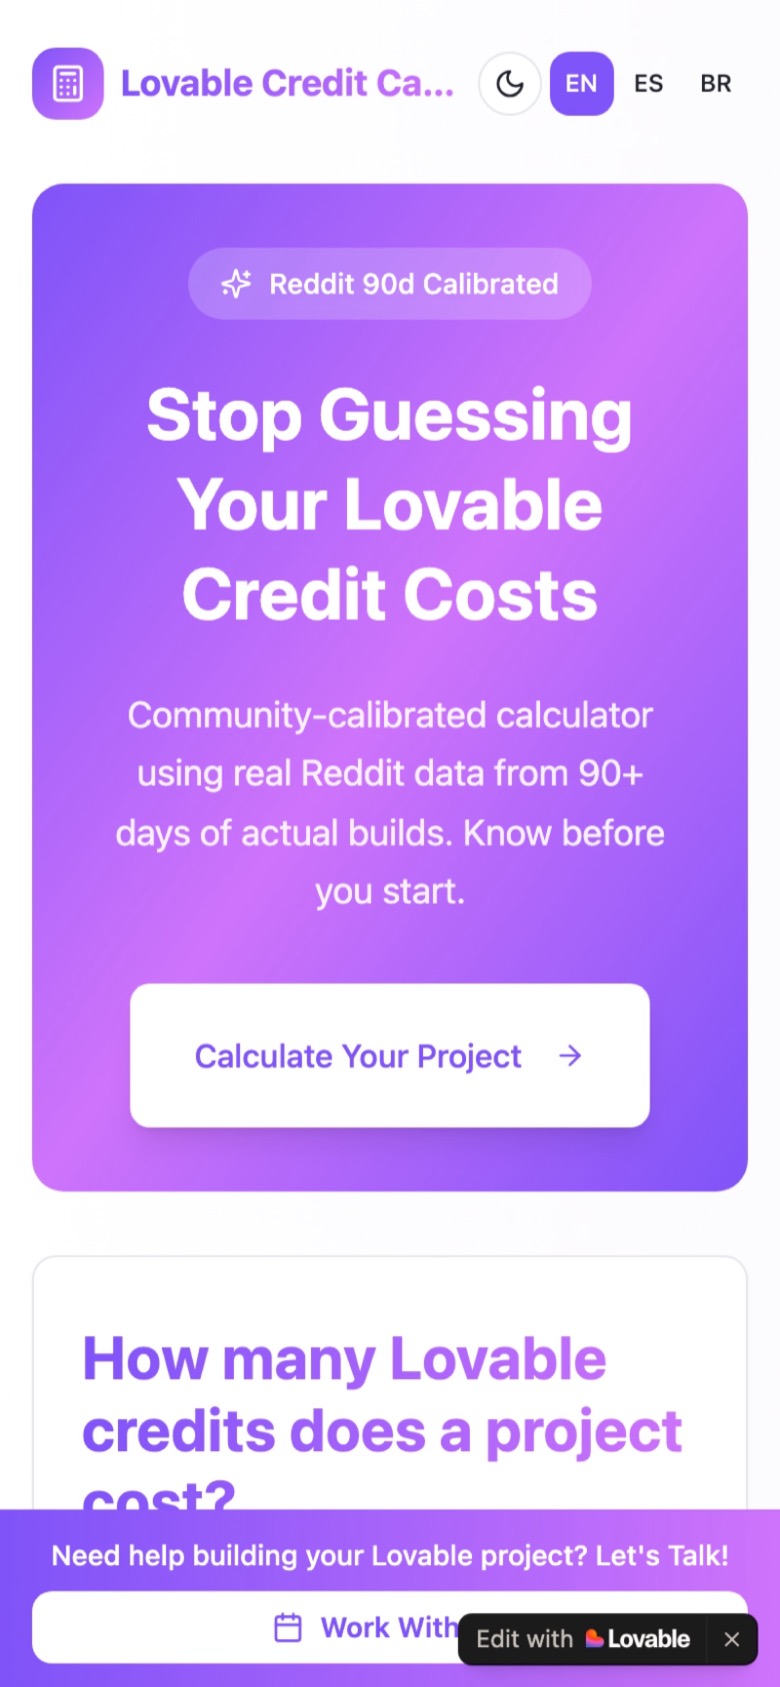 Lovable Credit Ca...
EN
ES
BR
Reddit 90d Calibrated
Stop Guessing
Your Lovable
Credit Costs
Community-calibrated calculator
using real Reddit data from 90+
days of actual builds. Know before
you start.
Calculate Your Project
How many Lovable
credits does a project
cost?
Need help building your Lovable project? Let's Talk!
Work With
Edit with Lovable